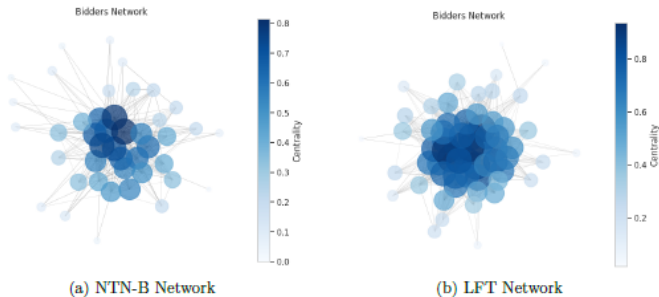 Bidders Network
0.8
0.7
0.6
0.5
0.4
0.3
0.2
0.1
0.0
Centrality
(a) NTN-B Network
Bidders Network
0.8
0.6
0.4
0.2
Centrality
(b) LFT Network